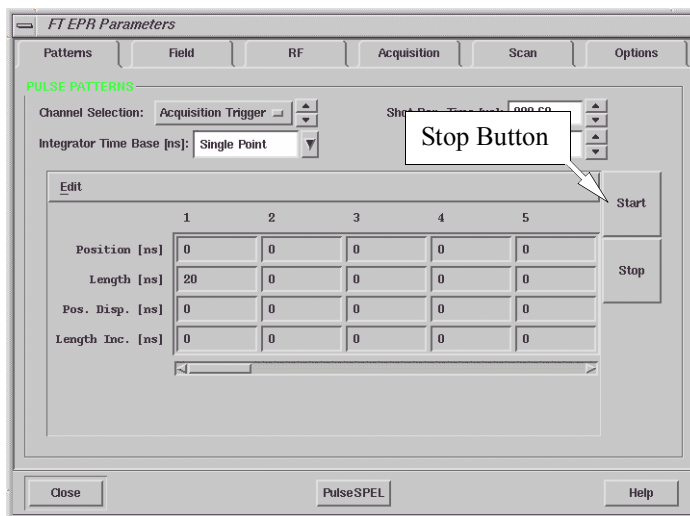 FT EPR Parameters
Patterns Field RF Acquisition Scan Options
PULSE PATTERNS
Channel Selection: Acquisition Trigger
Integrator Time Base [ns]: Single Point
Stop Button
Edit
Start
1 2 3 4 5
Position [ns] 0 0 0 0 0
Length [ns] 20 0 0 0 0
Stop
Pos. Disp. [ns] 0 0 0 0 0
Length Inc. [ns] 0 0 0 0 0
Close PulseSPEL Help